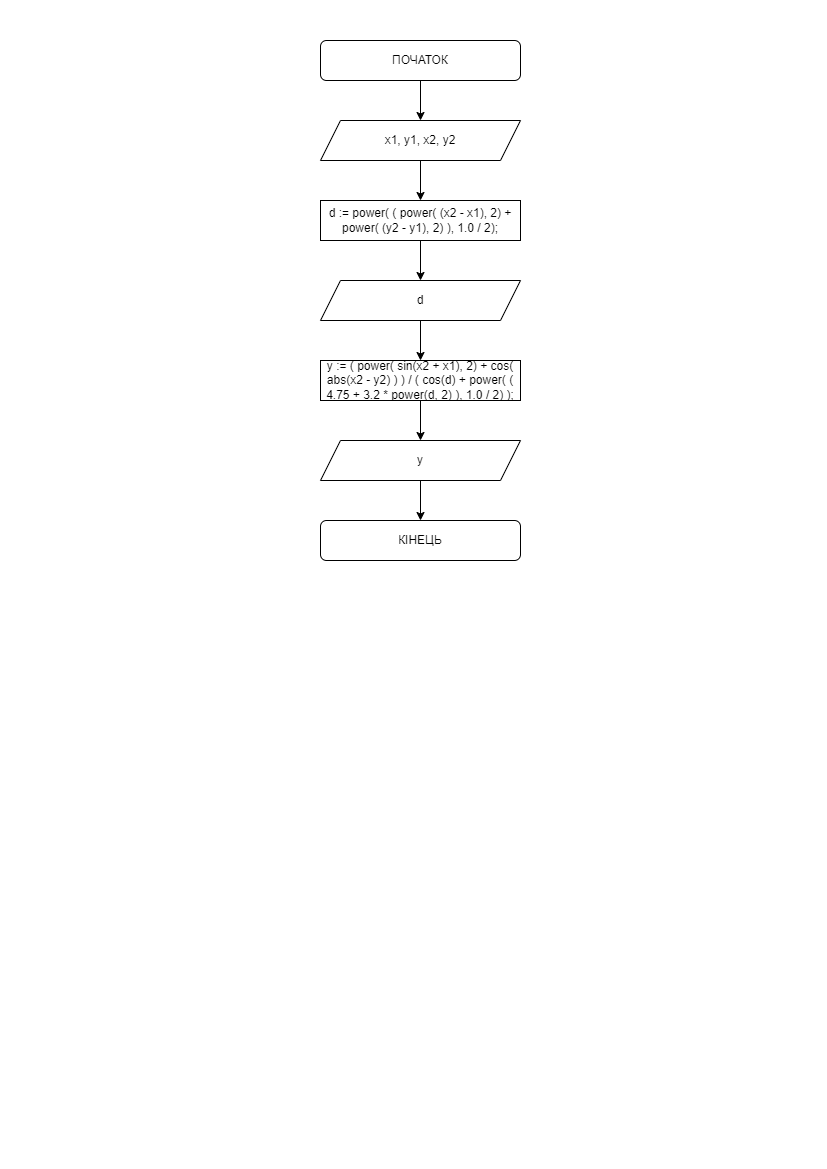 ПОЧАТОК
x1, y1, x2, y2
d := power( ( power( (x2 - x1), 2) +
power( (y2 - y1), 2) ), 1.0 / 2);
d
y := ( power( sin(x2 + x1), 2) + cos(
abs(x2 - y2) ) ) / ( cos(d) + power( (
4.75 + 3.2 * power(d, 2) ), 1.0 / 2) );
y
КІНЕЦЬ